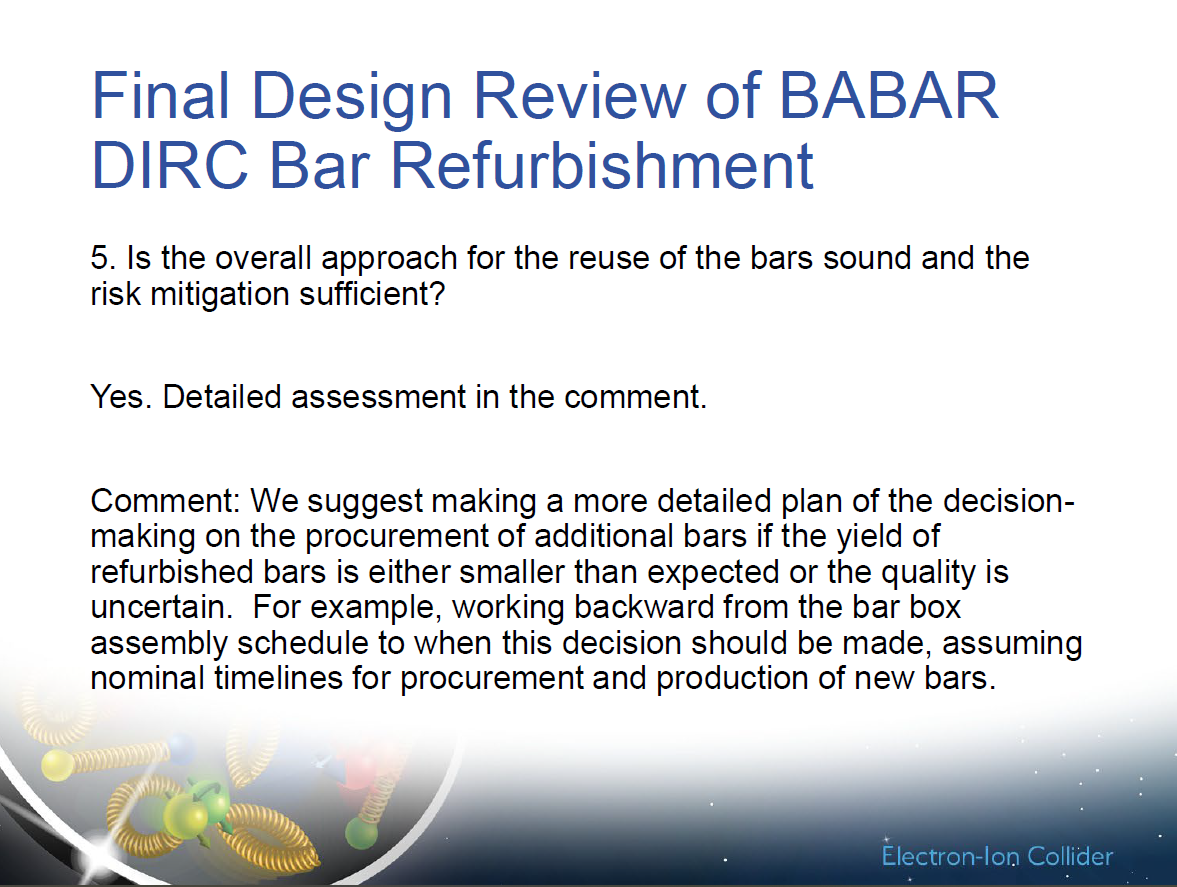 Final Design Review of BABAR
DIRC Bar Refurbishment
5. Is the overall approach for the reuse of the bars sound and the
risk mitigation sufficient?
Yes. Detailed assessment in the comment.
Comment: We suggest making a more detailed plan of the decision-
making on the procurement of additional bars if the yield of
refurbished bars is either smaller than expected or the quality is
uncertain.  For example, working backward from the bar box
assembly schedule to when this decision should be made, assuming
nominal timelines for procurement and production of new bars.
Electron-Ion Collider